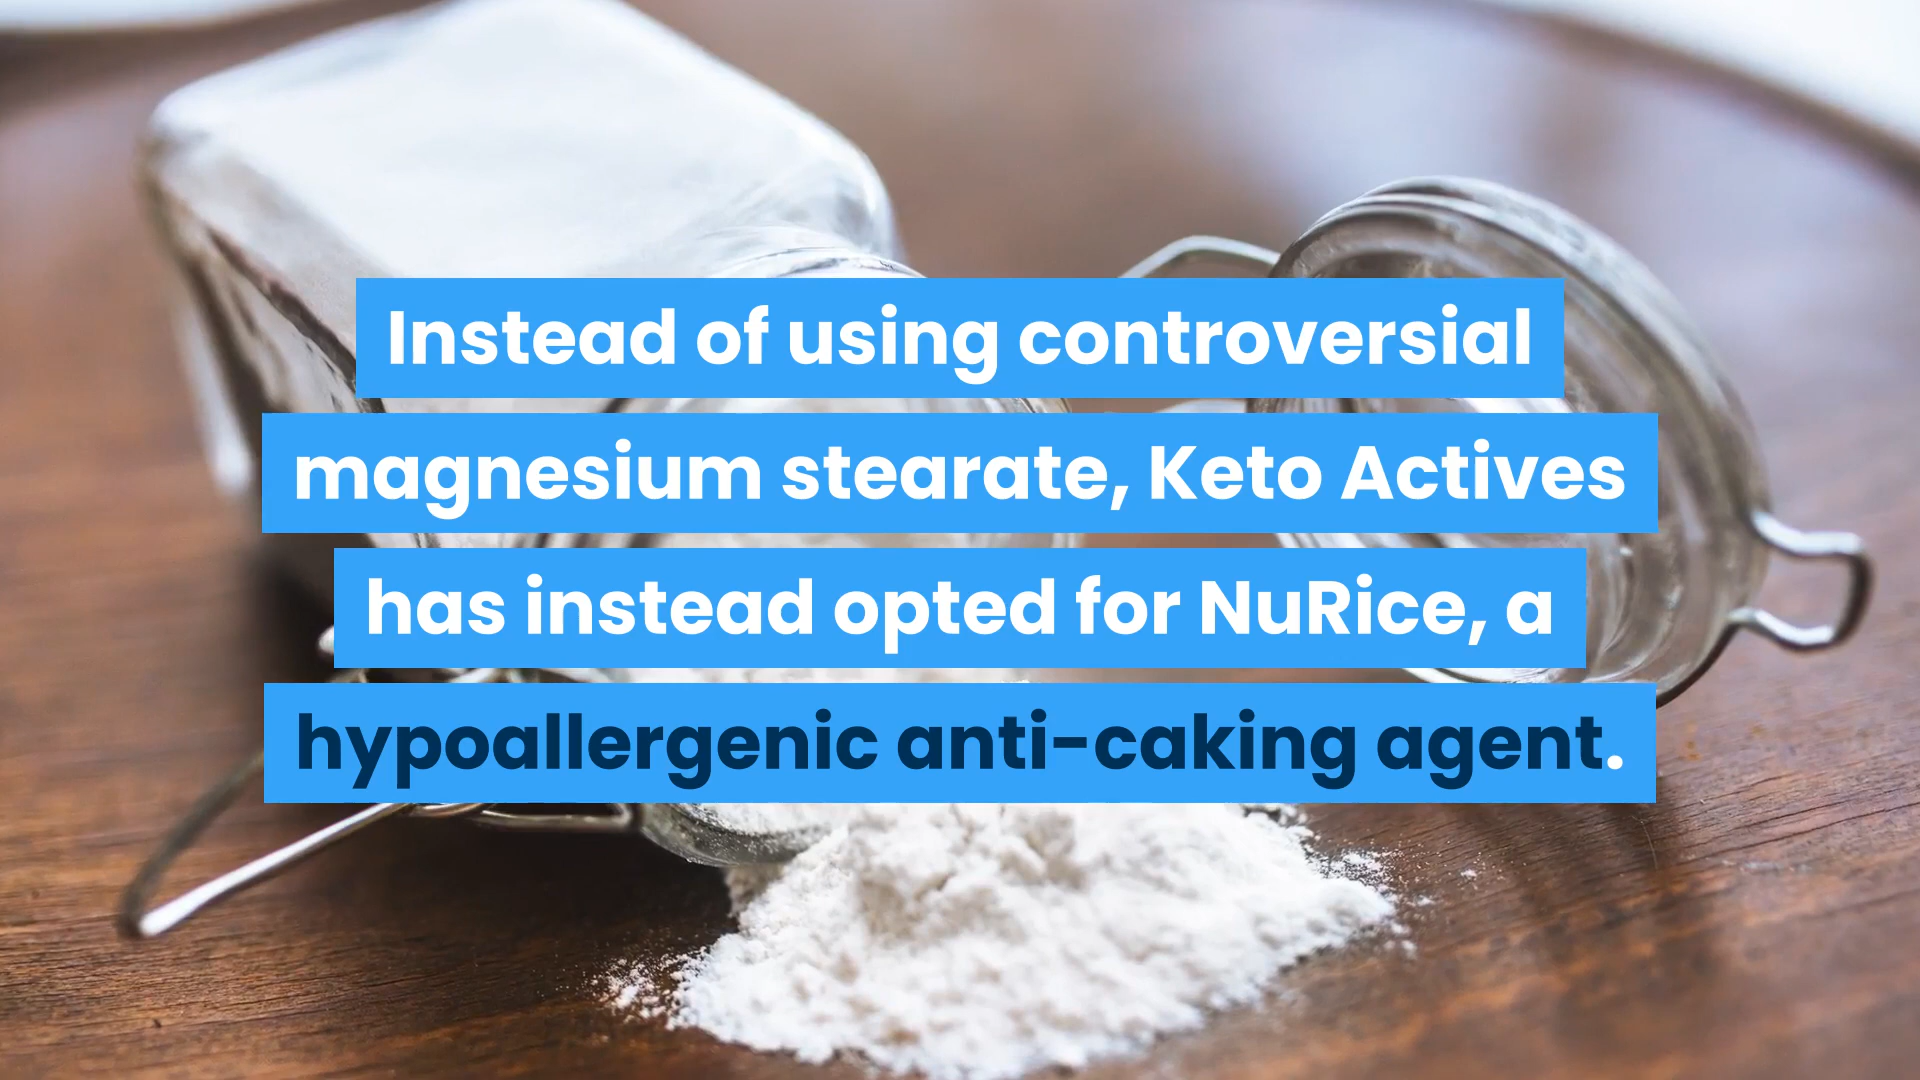 Instead of using controversial
magnesium stearate, Keto Actives
has instead opted for NuRice, a
hypoallergenic anti-caking agent.